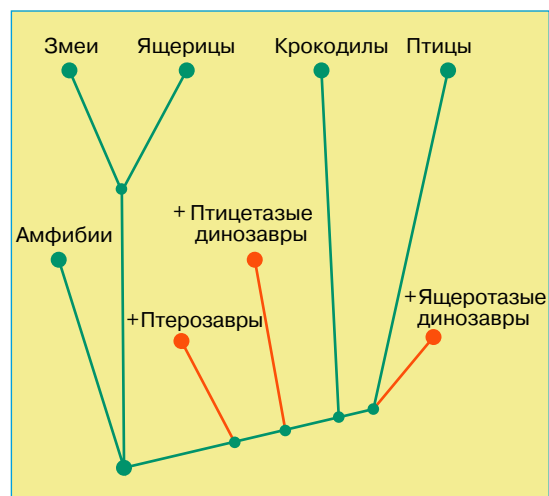 Змеи
Ящерицы
Крокодилы
Птицы
+ Птицетазые
динозавры
Амфибии
+Птерозавры
+Ящеротазые
динозавры